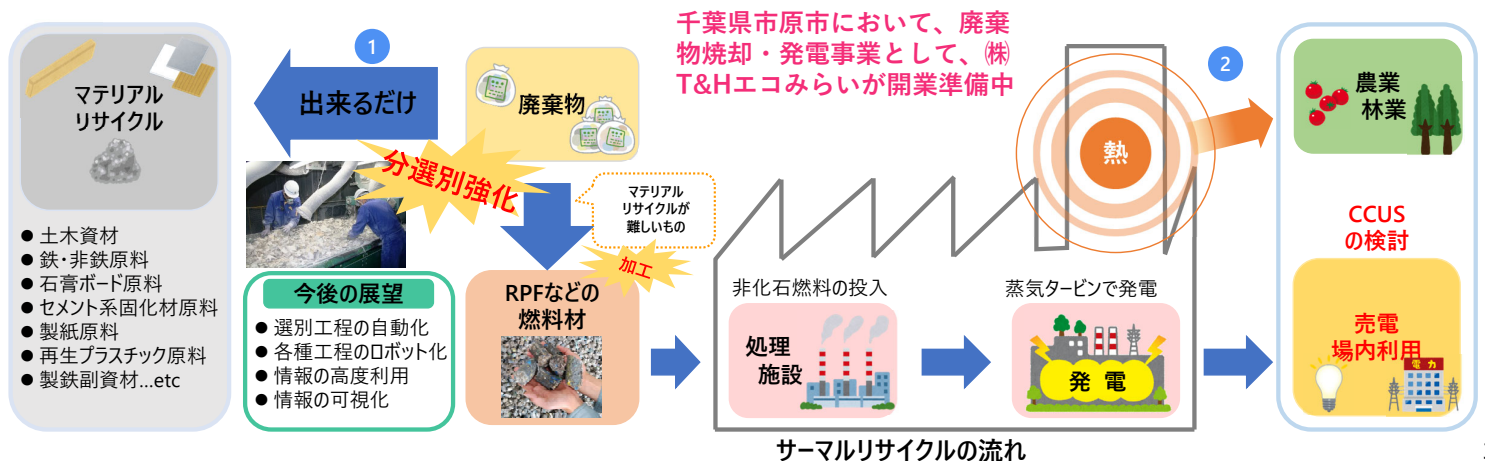 千葉県市原市において、廃棄
物焼却・発電事業として、㈱
T&Hエコみらいが開業準備中
1
マテリアル
リサイクル
出来るだけ
廃棄物
分選別強化
マテリアル
リサイクルが
難しいもの
加工
● 土木資材
● 鉄・非鉄原料
● 石膏ボード原料
● セメント系固化材原料
● 製紙原料
● 再生プラスチック原料
● 製鉄副資材...etc
今後の展望
● 選別工程の自動化
● 各種工程のロボット化
● 情報の高度利用
● 情報の可視化
RPFなどの
燃料材
非化石燃料の投入
処理
施設
蒸気タービンで発電
発電
熱
2
農業
林業
CCUS
の検討
売電
場内利用
電力
サーマルリサイクルの流れ